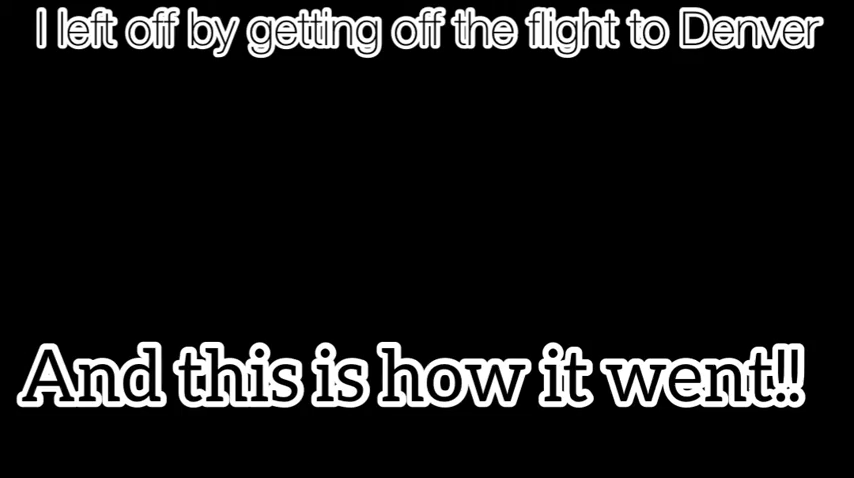 I left off by getting off the flight to Denver
And this is how it went!!